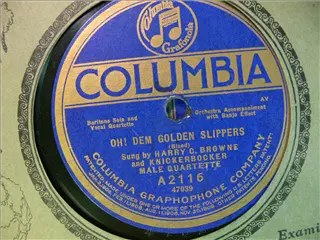 Columbia
Grafonola
COLUMBIA
AV
Baritone Solo and
Vocal Quartette
Orchestra Accompaniment
with Banjo Effect
OH! DEM GOLDEN SLIPPERS
(Bland)
Sung by HARRY C. BROWNE
and KNICKERBOCKER
MALE QUARTETTE
A2116
47039
COLUMBIA GRAPHOPHONE COMPANY
Exami